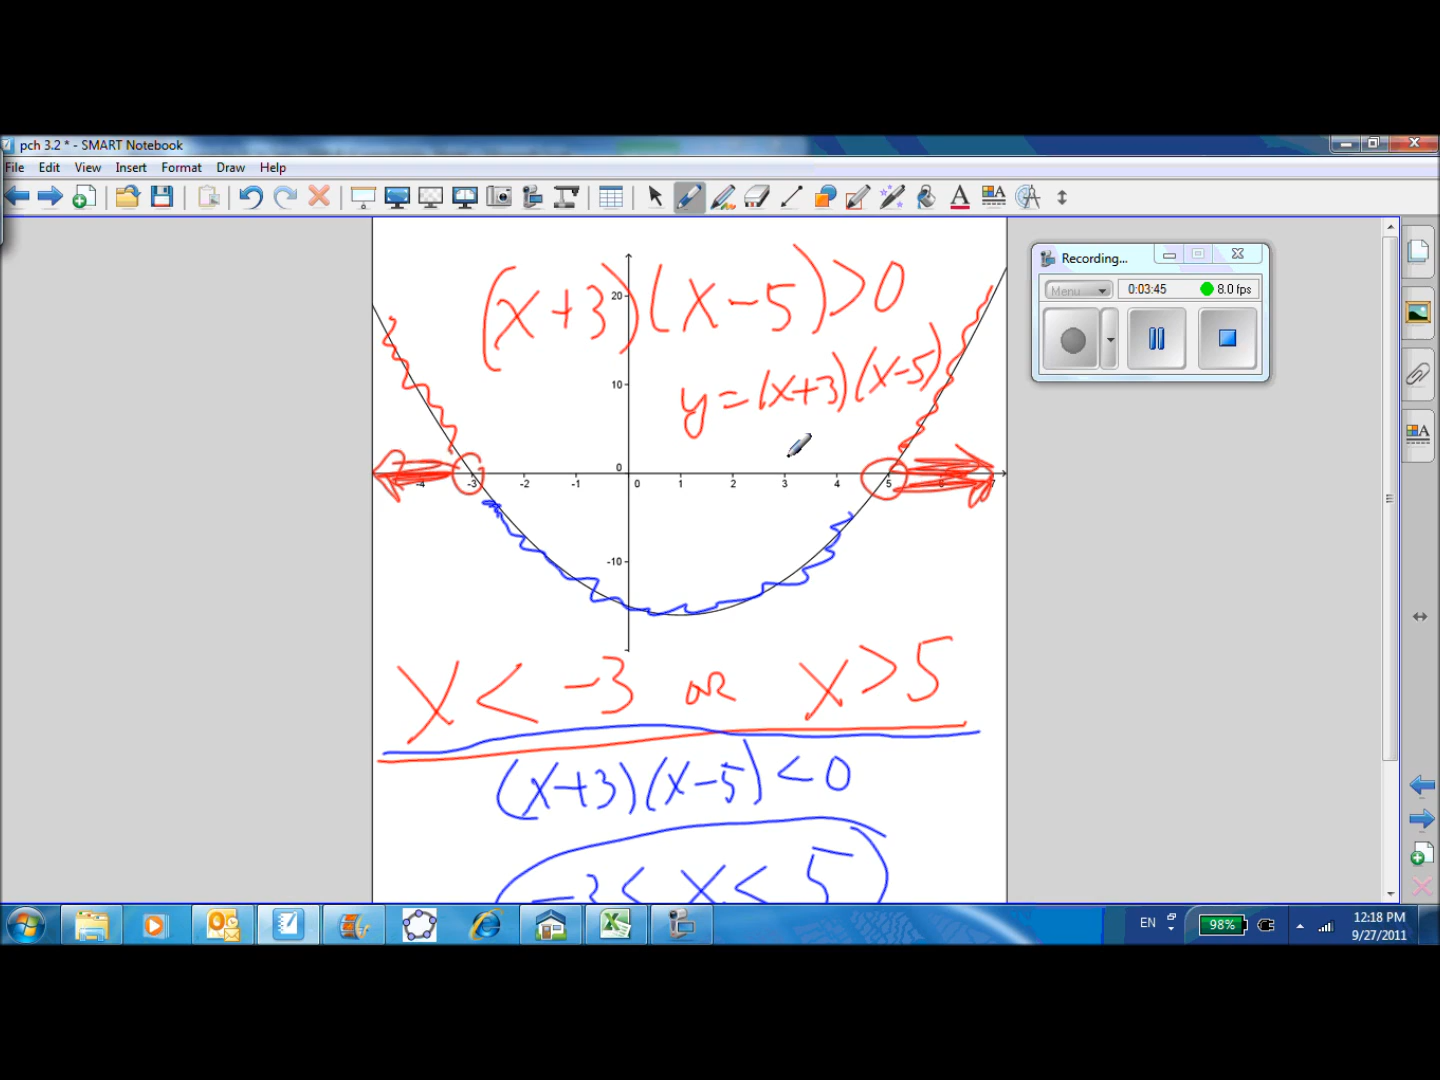 pch 3.2 * - SMART Notebook
File Edit View Insert Format Draw Help
Recording...
Menu 0:03:45 8.0 fps
(x+3)(x-5)>0
y=(x+3)(x-5)
20
10
0
-4 -3 -2 -1 0 1 2 3 4 5 6 7
-10
x < -3 or x > 5
(x+3)(x-5) < 0
-3 < x < 5
EN 98% 12:18 PM
9/27/2011